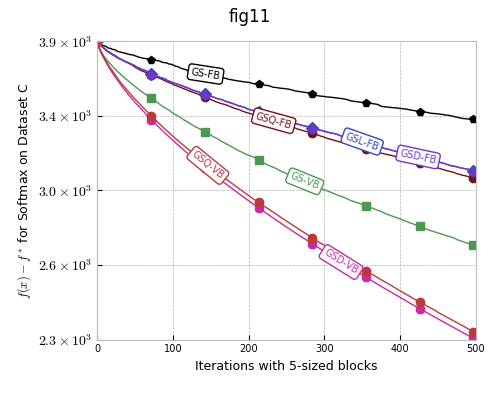 fig11
f(x) − f* for Softmax on Dataset C
3.9 × 10³
3.4 × 10³
3.0 × 10³
2.6 × 10³
2.3 × 10³
GS-FB
GSQ-FB
GSL-FB
GSD-FB
GSQ-VB
GS-VB
GSD-VB
0 100 200 300 400 500
Iterations with 5-sized blocks